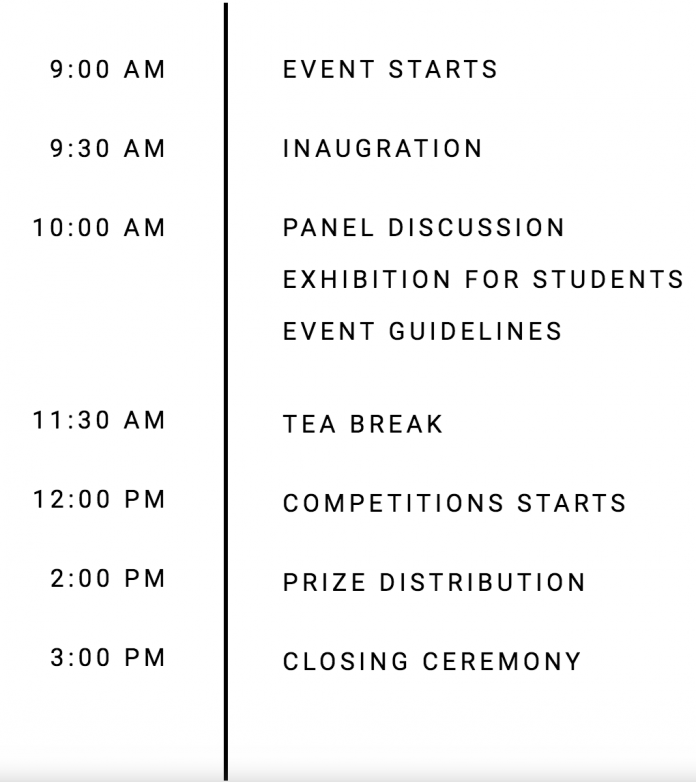 9:00 AM EVENT STARTS
9:30 AM INAUGRATION
10:00 AM PANEL DISCUSSION
EXHIBITION FOR STUDENTS
EVENT GUIDELINES
11:30 AM TEA BREAK
12:00 PM COMPETITIONS STARTS
2:00 PM PRIZE DISTRIBUTION
3:00 PM CLOSING CEREMONY